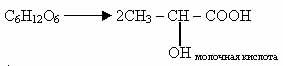 C₆H₁₂O₆ ⟶ 2CH₃ – CH – COOH
OH молочная кислота